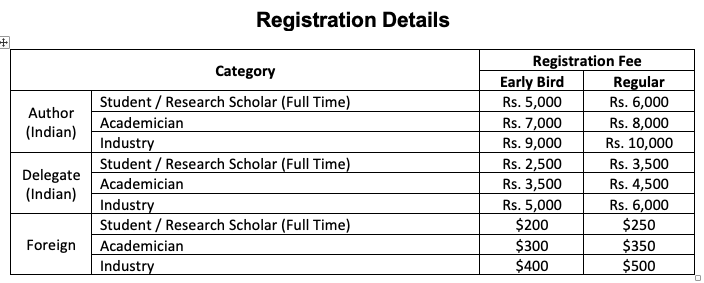 Registration Details
Category
Registration Fee
Early Bird Regular
Author (Indian)
Student / Research Scholar (Full Time) Rs. 5,000 Rs. 6,000
Academician Rs. 7,000 Rs. 8,000
Industry Rs. 9,000 Rs. 10,000
Delegate (Indian)
Student / Research Scholar (Full Time) Rs. 2,500 Rs. 3,500
Academician Rs. 3,500 Rs. 4,500
Industry Rs. 5,000 Rs. 6,000
Foreign
Student / Research Scholar (Full Time) $200 $250
Academician $300 $350
Industry $400 $500